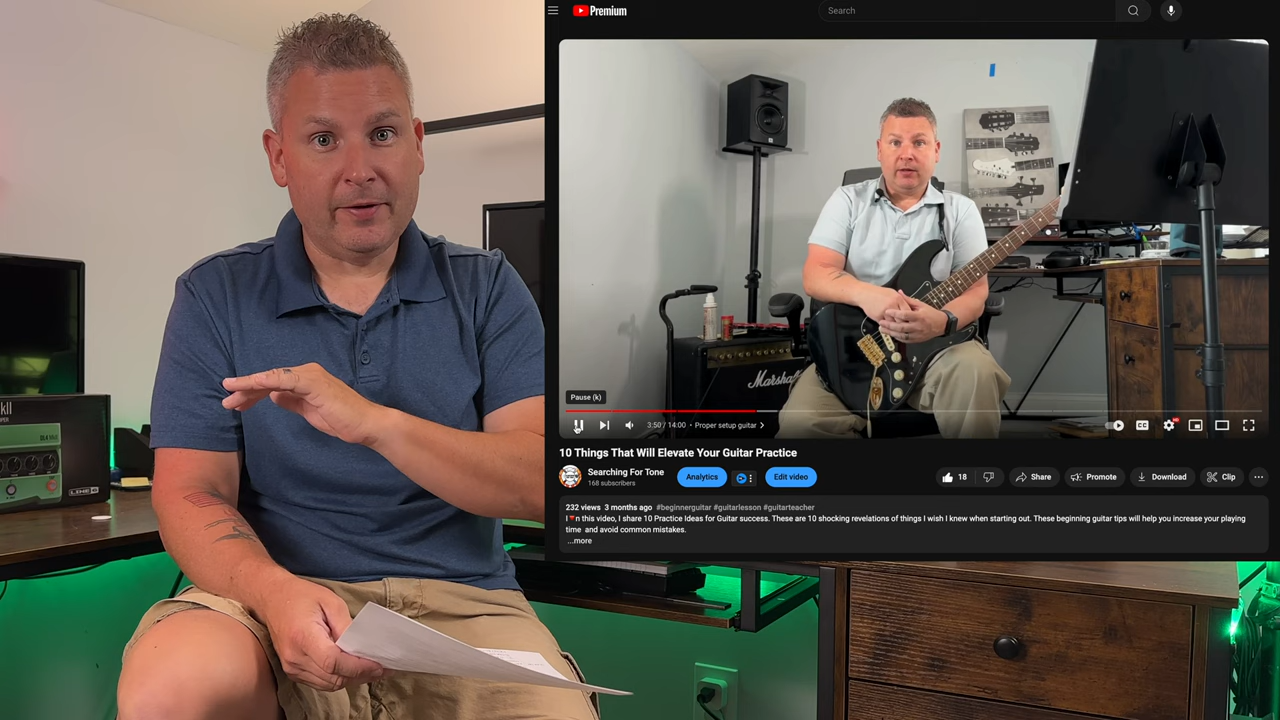 Premium
Search
Marshall
Pause (k)
3:50 / 14:00 • Proper setup guitar
10 Things That Will Elevate Your Guitar Practice
Searching For Tone
168 subscribers
Analytics
Edit video
18
Share
Promote
Download
Clip
232 views 3 months ago #beginnerguitar #guitarlesson #guitarteacher
I n this video, I share 10 Practice Ideas for Guitar success. These are 10 shocking revelations of things I wish I knew when starting out. These beginning guitar tips will help you increase your playing
time and avoid common mistakes.
...more
kII
DL4 MkII
LINE 6